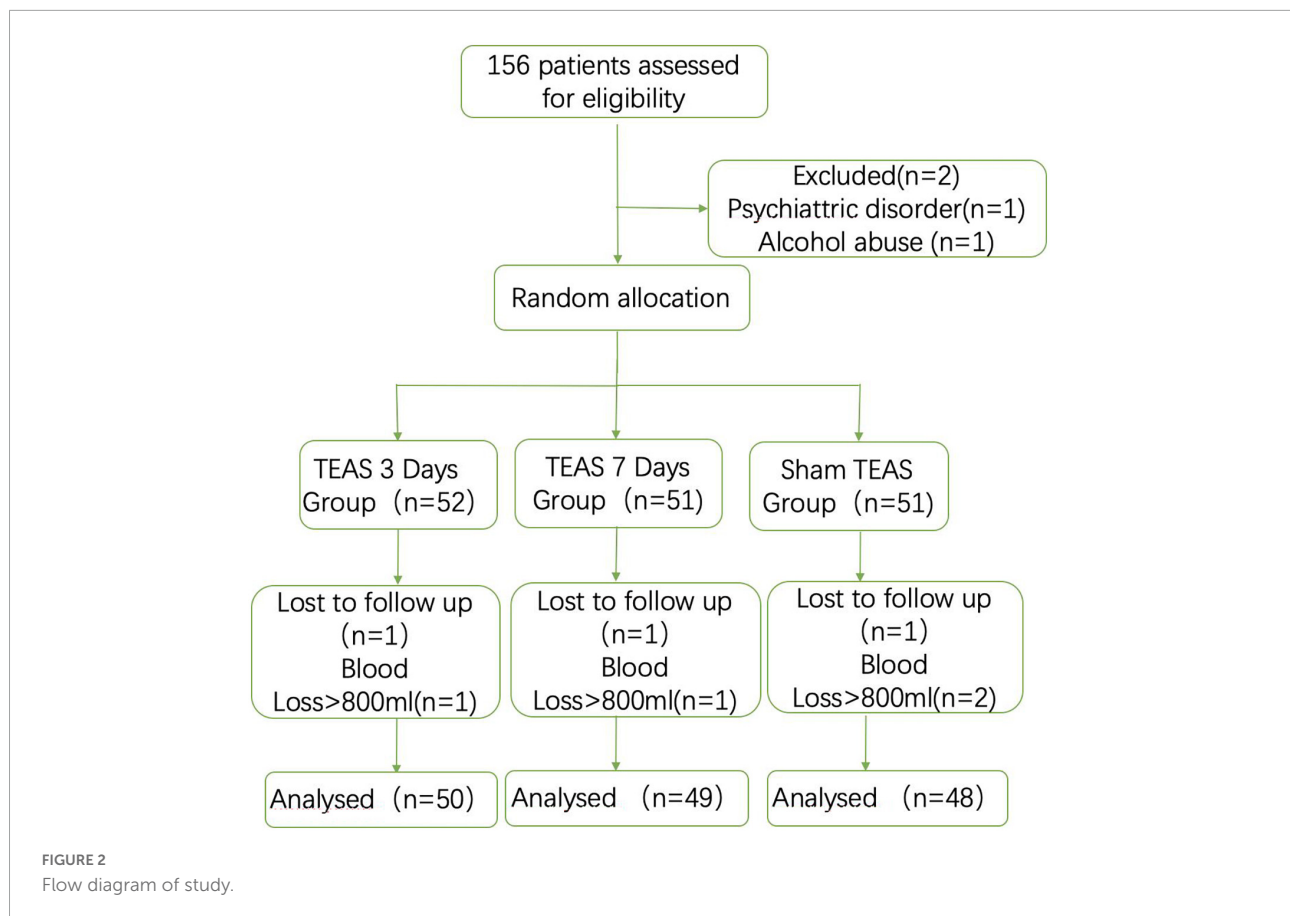 156 patients assessed
for eligibility
Excluded(n=2)
Psychiattric disorder(n=1)
Alcohol abuse (n=1)
Random allocation
TEAS 3 Days
Group（n=52）
TEAS 7 Days
Group（n=51）
Sham TEAS
Group（n=51）
Lost to follow up
（n=1）
Blood
Loss>800ml(n=1)
Lost to follow up
（n=1）
Blood
Loss>800ml(n=1)
Lost to follow up
（n=1）
Blood
Loss>800ml(n=2)
Analysed（n=50）
Analysed（n=49）
Analysed （n=48）
FIGURE 2
Flow diagram of study.